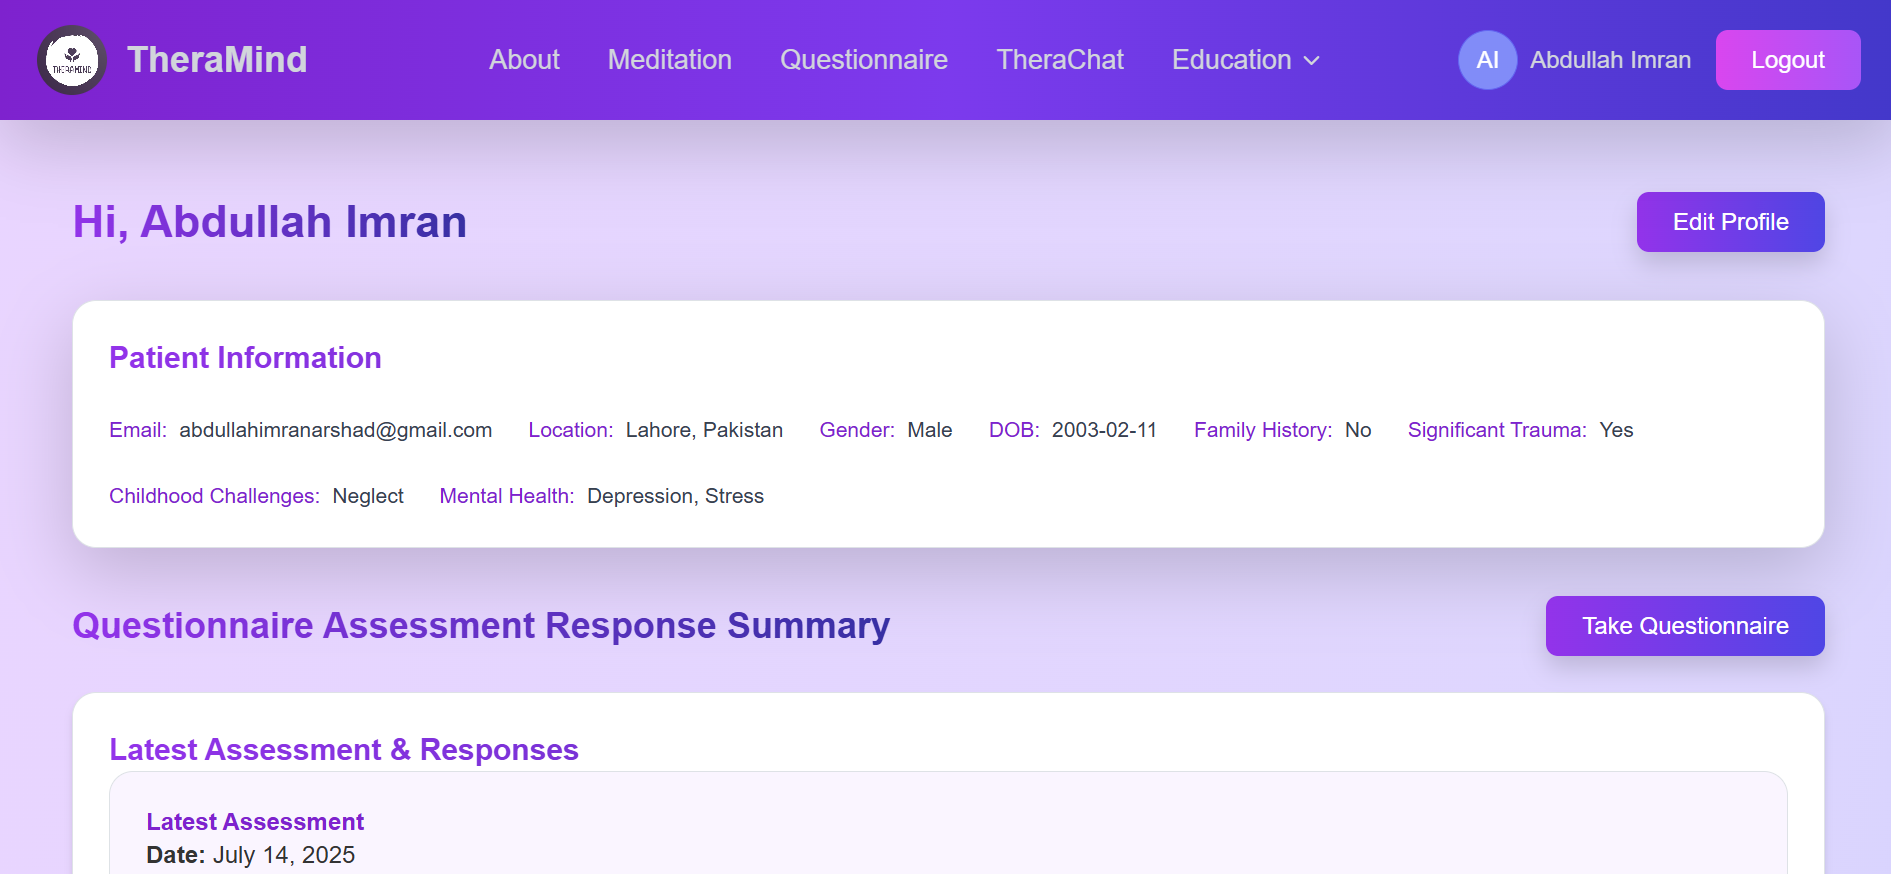 THERAMIND
TheraMind
About
Meditation
Questionnaire
TheraChat
Education
AI
Abdullah Imran
Logout
Hi, Abdullah Imran
Edit Profile
Patient Information
Email: abdullahimranarshad@gmail.com Location: Lahore, Pakistan Gender: Male DOB: 2003-02-11 Family History: No Significant Trauma: Yes
Childhood Challenges: Neglect Mental Health: Depression, Stress
Questionnaire Assessment Response Summary
Take Questionnaire
Latest Assessment & Responses
Latest Assessment
Date: July 14, 2025